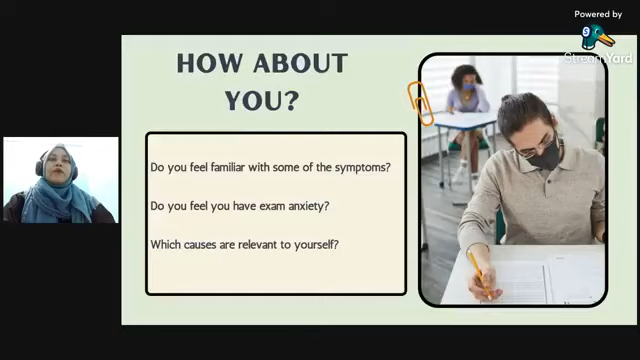 Powered by
StreamYard
HOW ABOUT
YOU?
Do you feel familiar with some of the symptoms?
Do you feel you have exam anxiety?
Which causes are relevant to yourself?